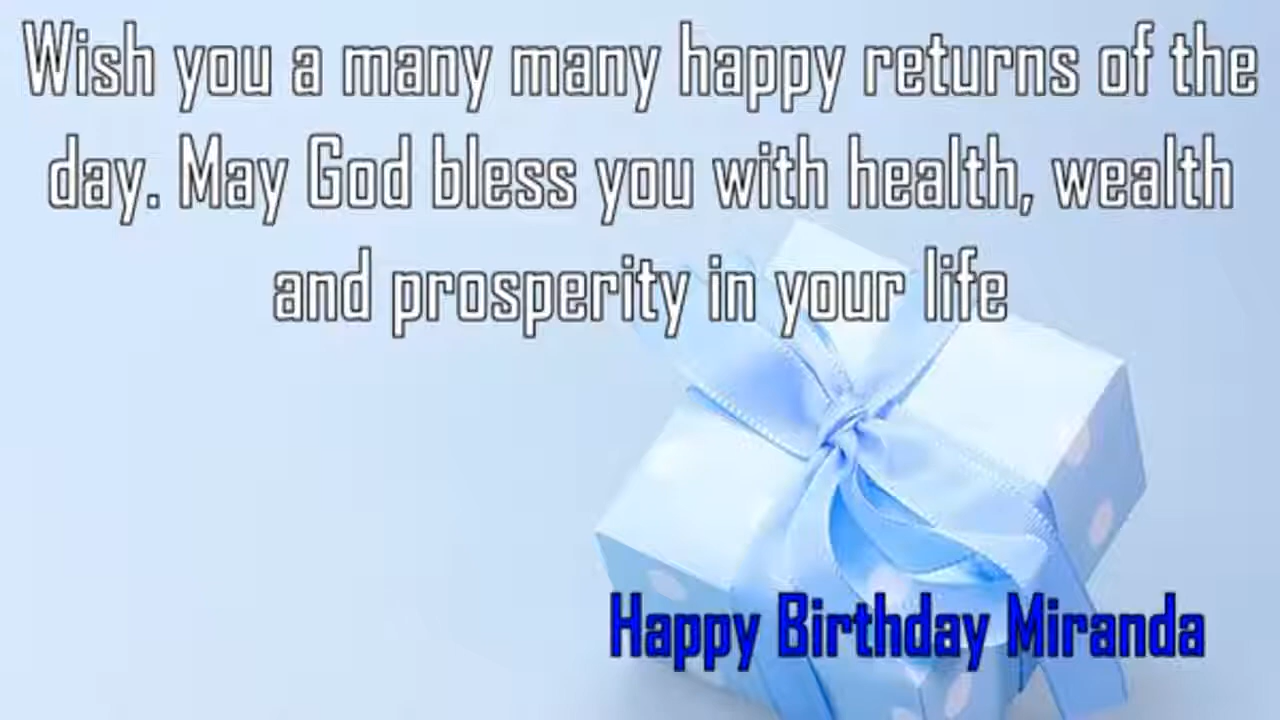 Wish you a many many happy returns of the
day. May God bless you with health, wealth
and prosperity in your life
Happy Birthday Miranda